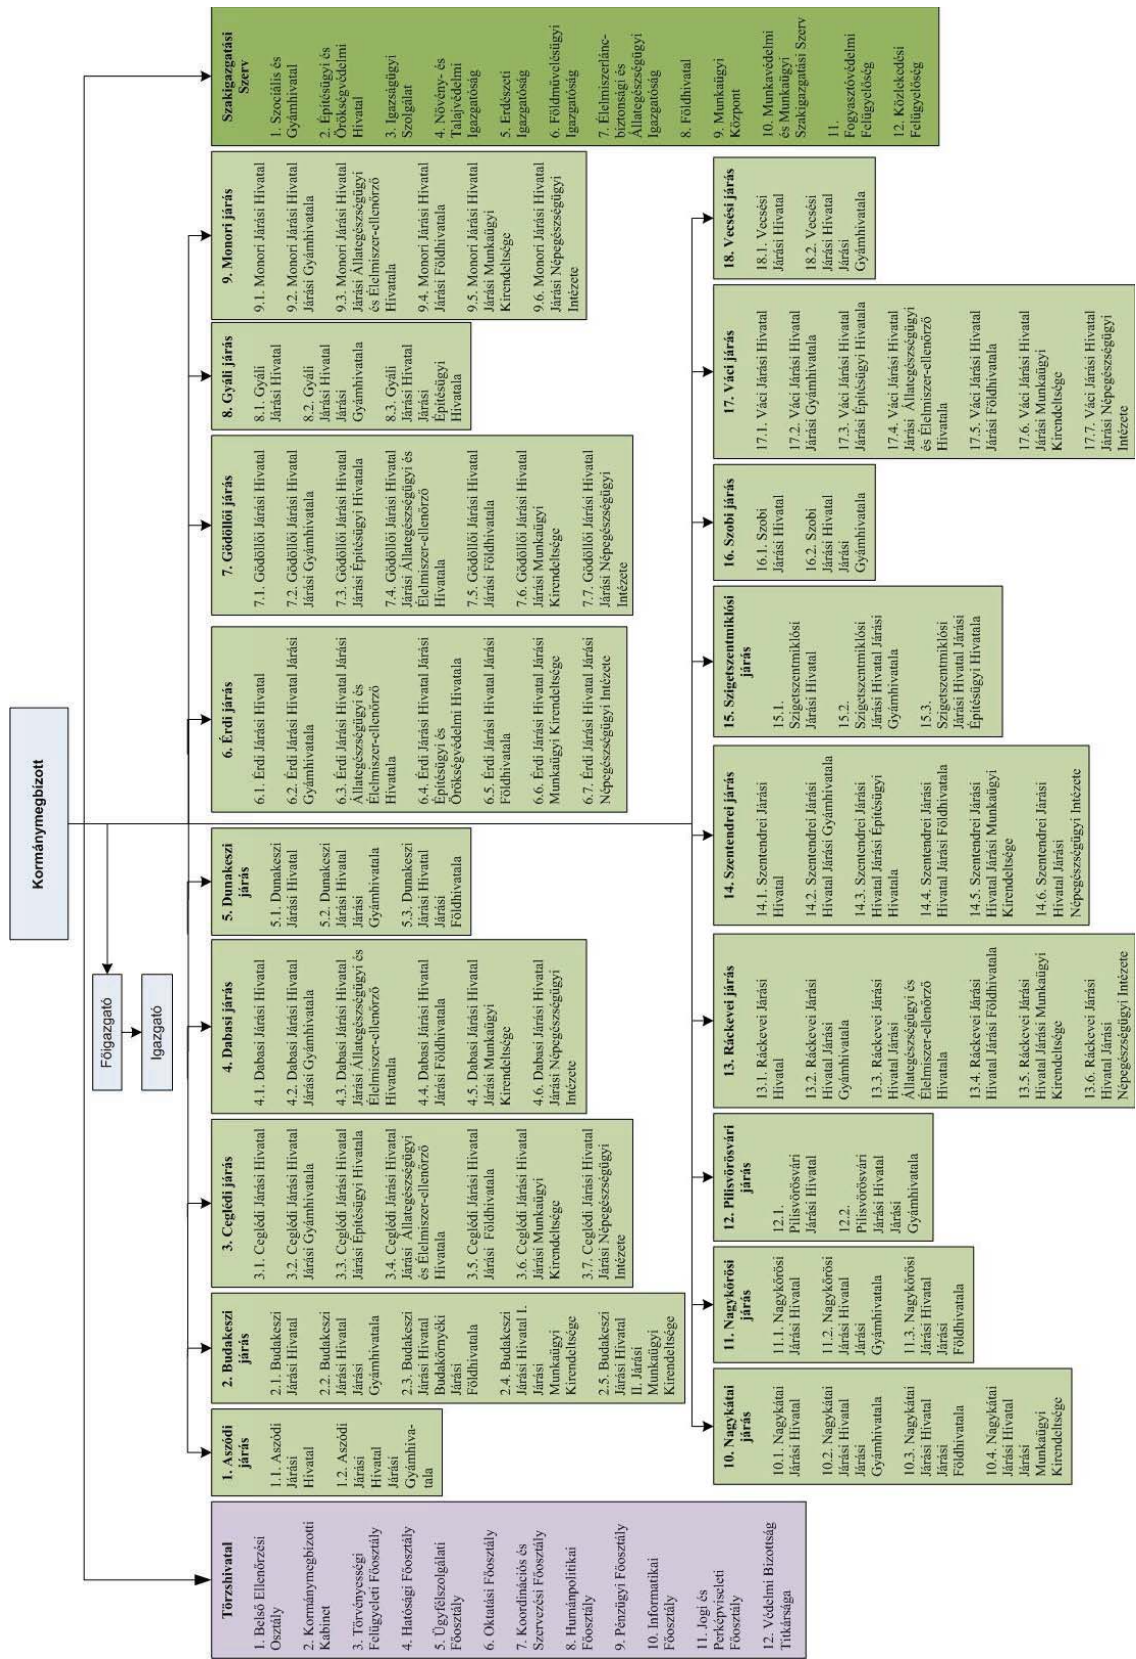 Kormánymegbízott
Főigazgató
Igazgató
Törzshivatal
1. Belső Ellenőrzési
Osztály
2. Kormánymegbízotti
Kabinet
3. Törvényességi
Felügyeleti Főosztály
4. Hatósági Főosztály
5. Ügyfélszolgálati
Főosztály
6. Oktatási Főosztály
7. Koordinációs és
Szervezési Főosztály
8. Humánpolitikai
Főosztály
9. Pénzügyi Főosztály
10. Informatikai
Főosztály
11. Jogi és
Perképviseleti
Főosztály
12. Védelmi Bizottság
Titkársága
1. Aszódi
járás
1.1. Aszódi
Járási
Hivatal
1.2. Aszódi
Járási
Hivatal
Járási
Gyámhiva-
tala
2. Budakeszi
járás
2.1. Budakeszi
Járási Hivatal
2.2. Budakeszi
Járási Hivatal
Járási
Gyámhivatala
2.3. Budakeszi
Járási Hivatal
Budakörnyéki
Járási
Földhivatala
2.4. Budakeszi
Járási Hivatal I.
Járási
Munkaügyi
Kirendeltsége
2.5. Budakeszi
Járási Hivatal
II. Járási
Munkaügyi
Kirendeltsége
3. Ceglédi járás
3.1. Ceglédi Járási Hivatal
3.2. Ceglédi Járási Hivatal
Járási Gyámhivatala
3.3. Ceglédi Járási Hivatal
Járási Építésügyi Hivatala
3.4. Ceglédi Járási Hivatal
Járási Állategészségügyi
és Élelmiszer-ellenőrző
Hivatala
3.5. Ceglédi Járási Hivatal
Járási Földhivatala
3.6. Ceglédi Járási Hivatal
Járási Munkaügyi
Kirendeltsége
3.7. Ceglédi Járási Hivatal
Járási Népegészségügyi
Intézete
4. Dabasi járás
4.1. Dabasi Járási Hivatal
4.2. Dabasi Járási Hivatal
Járási Gyámhivatala
4.3. Dabasi Járási Hivatal
Járási Állategészségügyi és
Élelmiszer-ellenőrző
Hivatala
4.4. Dabasi Járási Hivatal
Járási Földhivatala
4.5. Dabasi Járási Hivatal
Járási Munkaügyi
Kirendeltsége
4.6. Dabasi Járási Hivatal
Járási Népegészségügyi
Intézete
5. Dunakeszi
járás
5.1. Dunakeszi
Járási Hivatal
5.2. Dunakeszi
Járási Hivatal
Járási
Gyámhivatala
5.3. Dunakeszi
Járási Hivatal
Járási
Földhivatala
6. Érdi járás
6.1. Érdi Járási Hivatal
6.2. Érdi Járási Hivatal Járási
Gyámhivatala
6.3. Érdi Járási Hivatal Járási
Állategészségügyi és
Élelmiszer-ellenőrző
Hivatala
6.4. Érdi Járási Hivatal Járási
Építésügyi és
Örökségvédelmi Hivatala
6.5. Érdi Járási Hivatal Járási
Földhivatala
6.6. Érdi Járási Hivatal Járási
Munkaügyi Kirendeltsége
6.7. Érdi Járási Hivatal Járási
Népegészségügyi Intézete
7. Gödöllői járás
7.1. Gödöllői Járási Hivatal
7.2. Gödöllői Járási Hivatal
Járási Gyámhivatala
7.3. Gödöllői Járási Hivatal
Járási Építésügyi Hivatala
7.4. Gödöllői Járási Hivatal
Járási Állategészségügyi és
Élelmiszer-ellenőrző
Hivatala
7.5. Gödöllői Járási Hivatal
Járási Földhivatala
7.6. Gödöllői Járási Hivatal
Járási Munkaügyi
Kirendeltsége
7.7. Gödöllői Járási Hivatal
Járási Népegészségügyi
Intézete
8. Gyáli járás
8.1. Gyáli
Járási Hivatal
8.2. Gyáli
Járási Hivatal
Járási
Gyámhivatala
8.3. Gyáli
Járási Hivatal
Járási
Építésügyi
Hivatala
9. Monori járás
9.1. Monori Járási Hivatal
9.2. Monori Járási Hivatal
Járási Gyámhivatala
9.3. Monori Járási Hivatal
Járási Állategészségügyi
és Élelmiszer-ellenőrző
Hivatala
9.4. Monori Járási Hivatal
Járási Földhivatala
9.5. Monori Járási Hivatal
Járási Munkaügyi
Kirendeltsége
9.6. Monori Járási Hivatal
Járási Népegészségügyi
Intézete
Szakigazgatási
Szerv
1. Szociális és
Gyámhivatal
2. Építésügyi és
Örökségvédelmi
Hivatal
3. Igazságügyi
Szolgálat
4. Növény- és
Talajvédelmi
Igazgatóság
5. Erdészeti
Igazgatóság
6. Földművelésügyi
Igazgatóság
7. Élelmiszerlánc-
biztonsági és
Állategészségügyi
Igazgatóság
8. Földhivatal
9. Munkaügyi
Központ
10. Munkavédelmi
és Munkaügyi
Szakigazgatási Szerv
11.
Fogyasztóvédelmi
Felügyelőség
12. Közlekedési
Felügyelőség
10. Nagykátai
járás
10.1. Nagykátai
Járási Hivatal
10.2. Nagykátai
Járási Hivatal
Járási
Gyámhivatala
10.3. Nagykátai
Járási Hivatal
Járási
Földhivatala
10.4. Nagykátai
Járási Hivatal
Járási
Munkaügyi
Kirendeltsége
11. Nagykőrösi
járás
11.1. Nagykőrösi
Járási Hivatal
11.2. Nagykőrösi
Járási Hivatal
Járási
Gyámhivatala
11.3. Nagykőrösi
Járási Hivatal
Járási
Földhivatala
12. Pilisvörösvári
járás
12.1.
Pilisvörösvári
Járási Hivatal
12.2.
Pilisvörösvári
Járási Hivatal
Járási
Gyámhivatala
13. Ráckevei járás
13.1. Ráckevei Járási
Hivatal
13.2. Ráckevei Járási
Hivatal Járási
Gyámhivatala
13.3. Ráckevei Járási
Hivatal Járási
Állategészségügyi és
Élelmiszer-ellenőrző
Hivatala
13.4. Ráckevei Járási
Hivatal Járási Földhivatala
13.5. Ráckevei Járási
Hivatal Járási Munkaügyi
Kirendeltsége
13.6. Ráckevei Járási
Hivatal Járási
Népegészségügyi Intézete
14. Szentendrei járás
14.1. Szentendrei Járási
Hivatal
14.2. Szentendrei Járási
Hivatal Járási Gyámhivatala
14.3. Szentendrei Járási
Hivatal Járási Építésügyi
Hivatala
14.4. Szentendrei Járási
Hivatal Járási Földhivatala
14.5. Szentendrei Járási
Hivatal Járási Munkaügyi
Kirendeltsége
14.6. Szentendrei Járási
Hivatal Járási
Népegészségügyi Intézete
15. Szigetszentmiklósi
járás
15.1.
Szigetszentmiklósi
Járási Hivatal
15.2.
Szigetszentmiklósi
Járási Hivatal Járási
Gyámhivatala
15.3.
Szigetszentmiklósi
Járási Hivatal Járási
Építésügyi Hivatala
16. Szobi járás
16.1. Szobi
Járási Hivatal
16.2. Szobi
Járási Hivatal
Járási
Gyámhivatala
17. Váci járás
17.1. Váci Járási Hivatal
17.2. Váci Járási Hivatal
Járási Gyámhivatala
17.3. Váci Járási Hivatal
Járási Építésügyi Hivatala
17.4. Váci Járási Hivatal
Járási Állategészségügyi
és Élelmiszer-ellenőrző
Hivatala
17.5. Váci Járási Hivatal
Járási Földhivatala
17.6. Váci Járási Hivatal
Járási Munkaügyi
Kirendeltsége
17.7. Váci Járási Hivatal
Járási Népegészségügyi
Intézete
18. Vecsési járás
18.1. Vecsési
Járási Hivatal
18.2. Vecsési
Járási Hivatal
Járási
Gyámhivatala